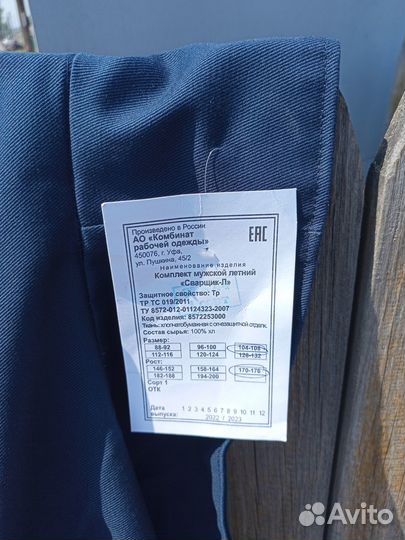 Произведено в России
АО «Комбинат
рабочей одежды»
450076, г. Уфа,
ул. Пушкина, 45/2
EAC
Наименование изделия
Комплект мужской летний
«Сварщик-Л»
Защитное свойство: Тр
ТР ТС 019/2011
ТУ 8572-012-01124323-2007
Код изделия: 8572253000
Ткань: хлопчатобумажная с огнезащитной отделк.
Состав сырья: 100% хл
Размер:
88-92 96-100 104-108
112-116 120-124 128-132
Рост:
146-152 158-164 170-176
182-188 194-200
Сорт 1
ОТК
Дата
выпуска: 1 2 3 4 5 6 7 8 9 10 11 12
2022 / 2023
Avito